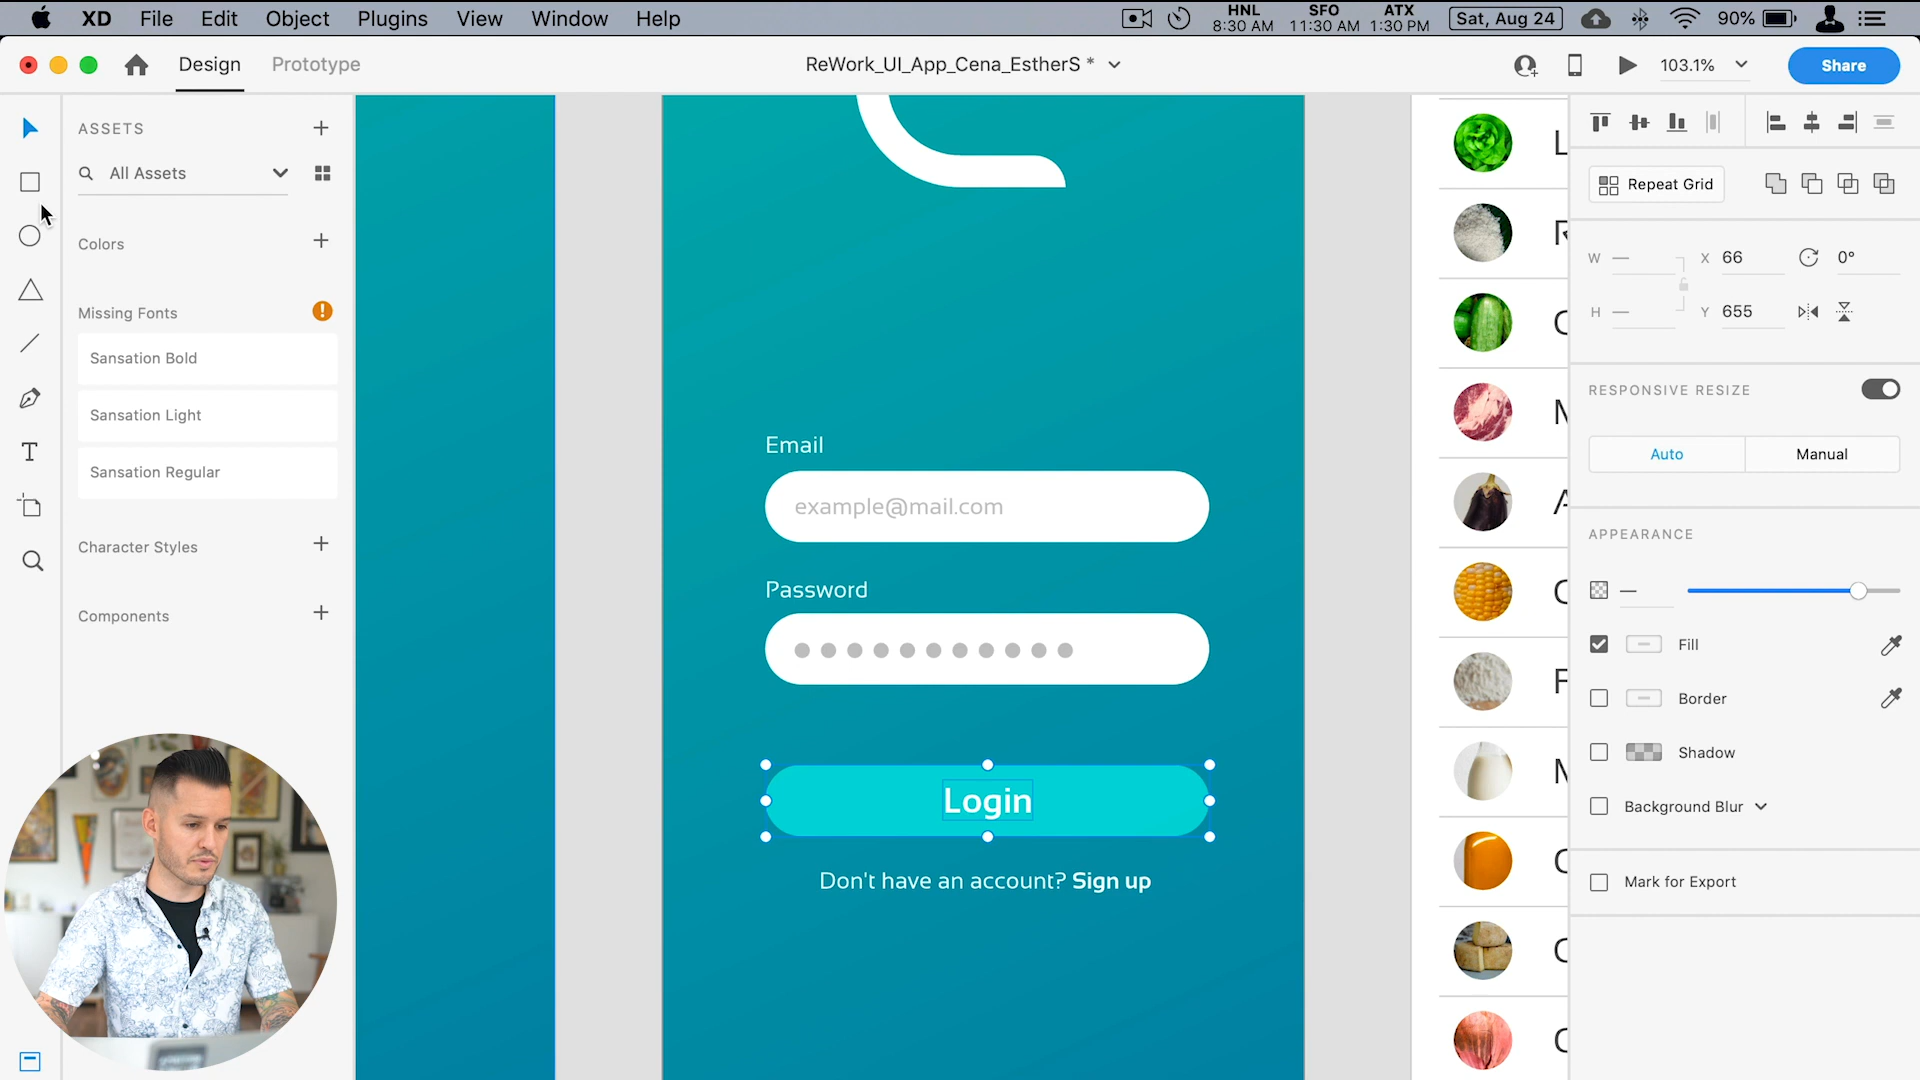 XD File Edit Object Plugins View Window Help
HNL 8:30 AM SFO 11:30 AM ATX 1:30 PM Sat, Aug 24 90%
Design Prototype ReWork_UI_App_Cena_EstherS * 103.1% Share
ASSETS
All Assets
Colors
Missing Fonts
Sansation Bold
Sansation Light
Sansation Regular
Character Styles
Components
Email
example@mail.com
Password
Login
Don't have an account? Sign up
L
C
M
A
C
F
M
C
C
C
Repeat Grid
W — X 66 0°
H — Y 655
RESPONSIVE RESIZE
Auto Manual
APPEARANCE
—
Fill
Border
Shadow
Background Blur
Mark for Export